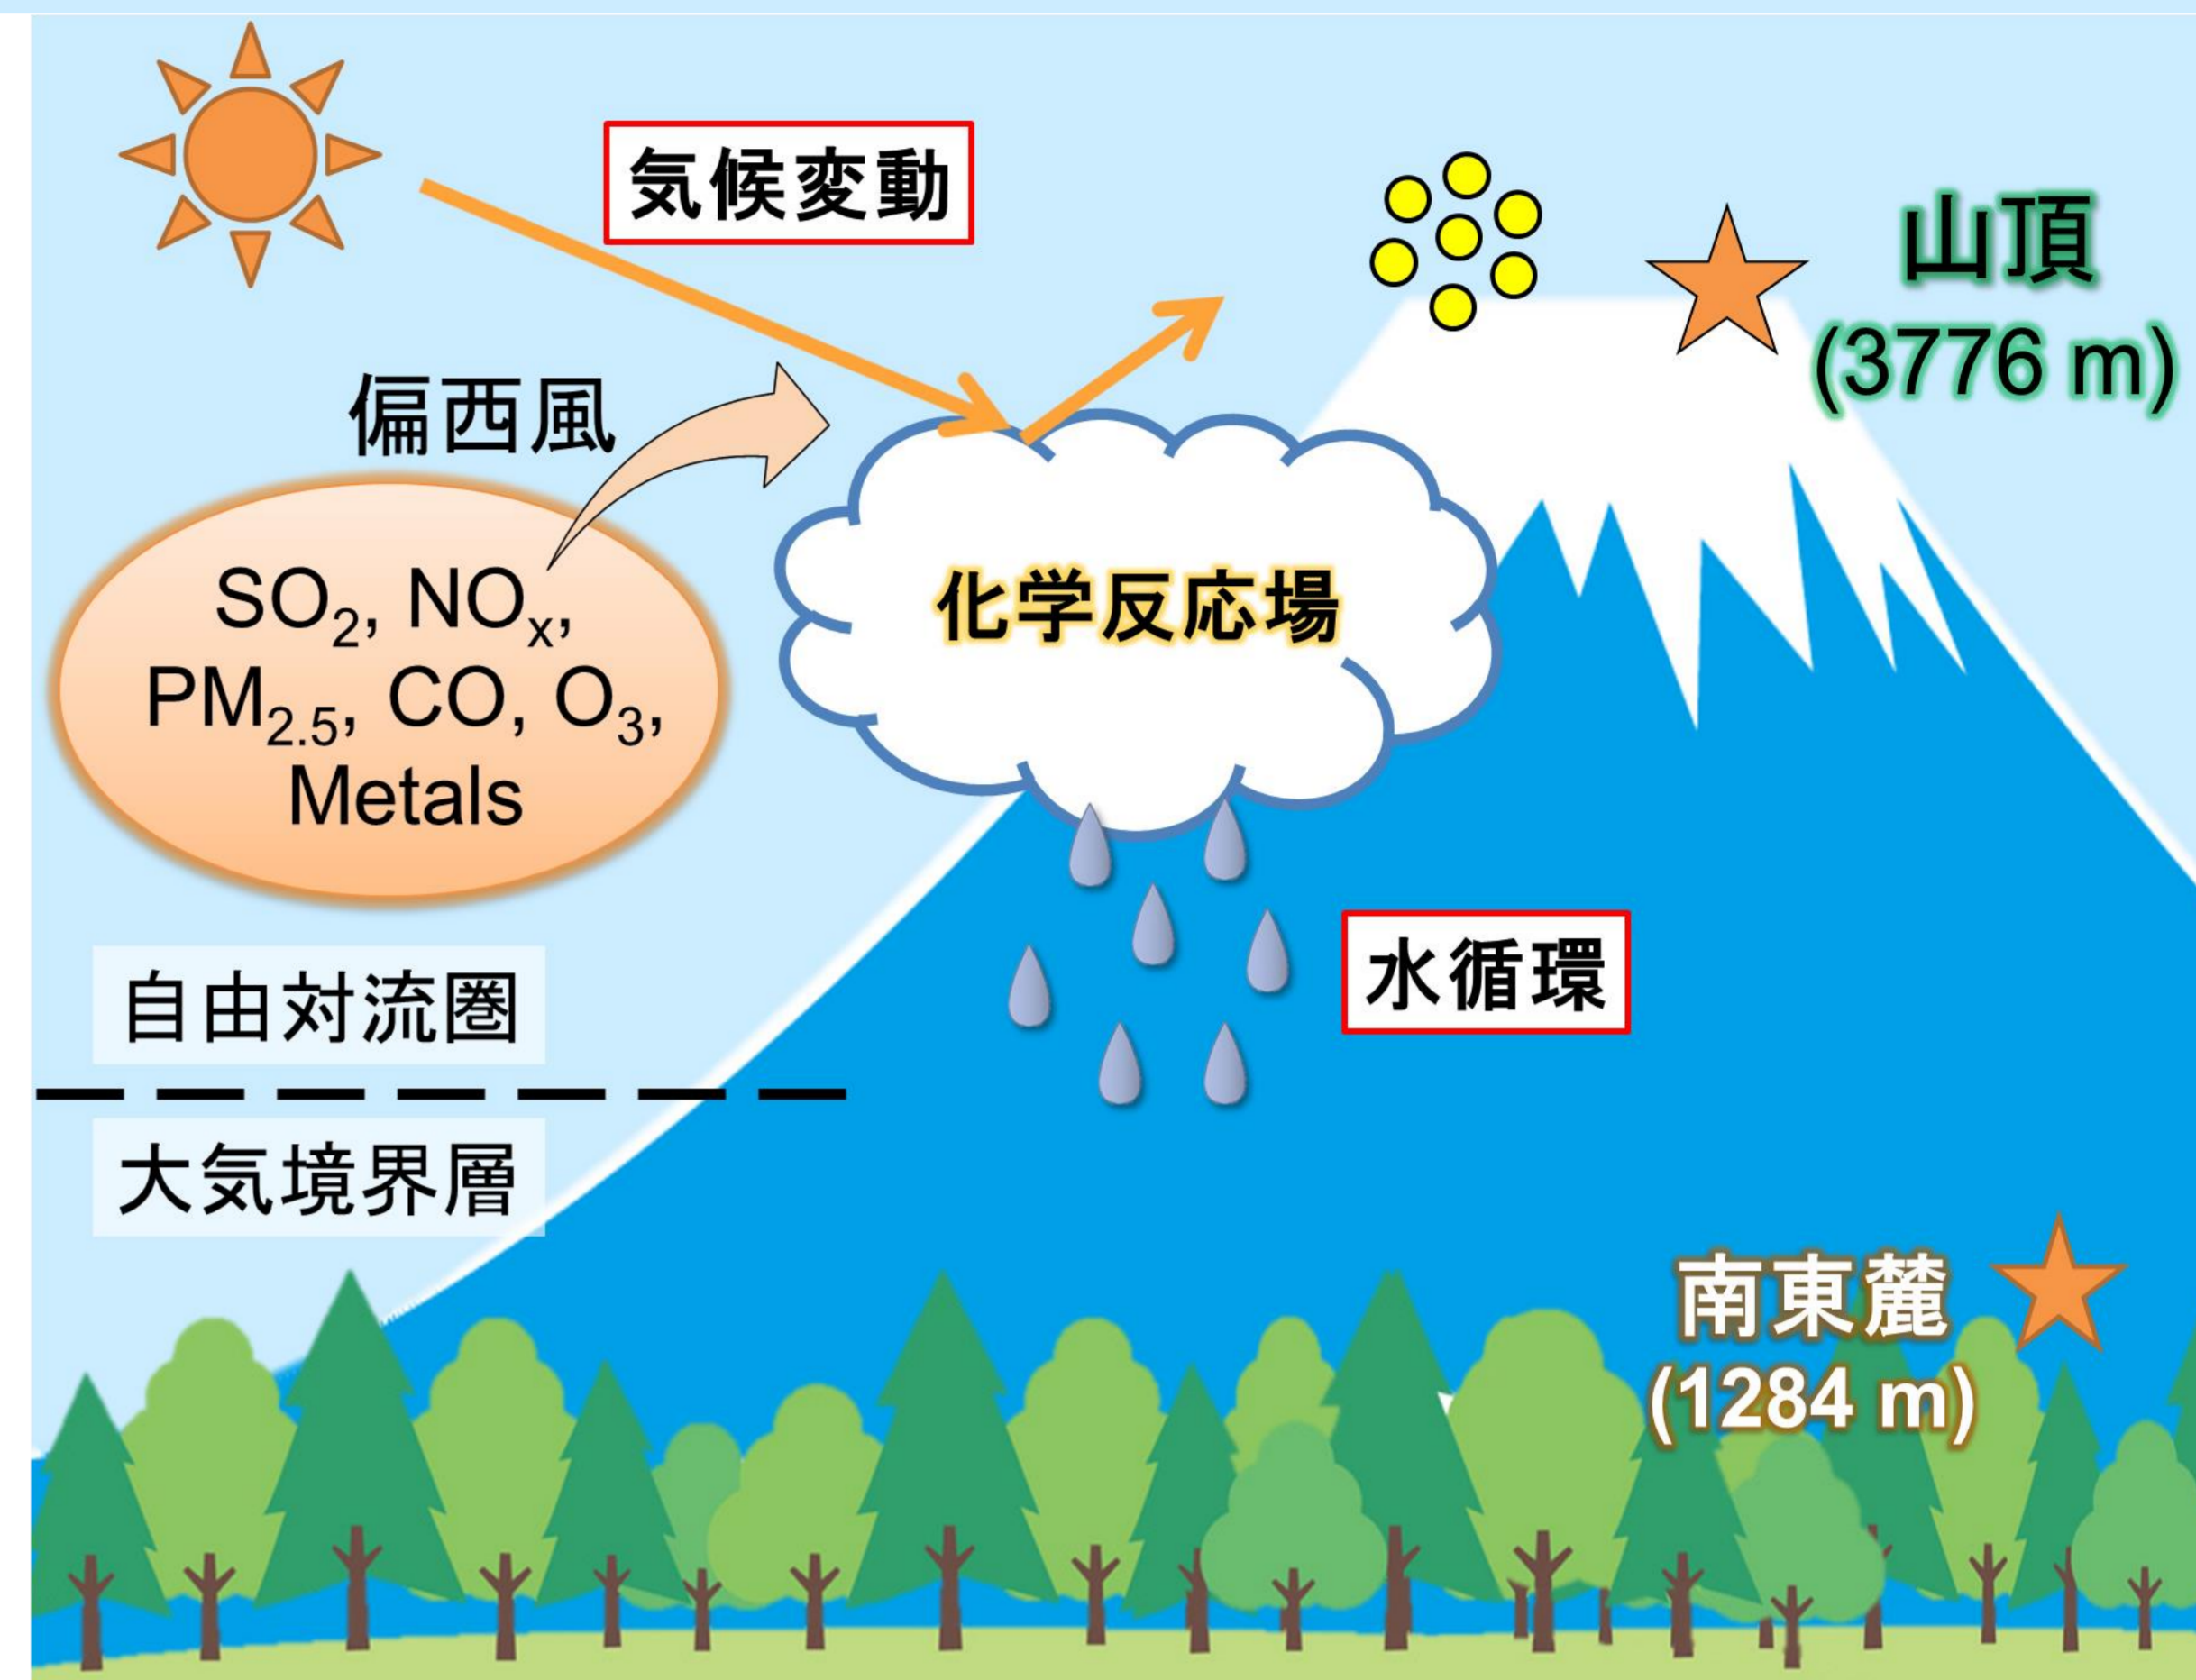 気候変動
山頂
(3776 m)
偏西風
SO₂, NOₓ,
PM₂.₅, CO, O₃,
Metals
化学反応場
水循環
自由対流圏
大気境界層
南東麓
(1284 m)